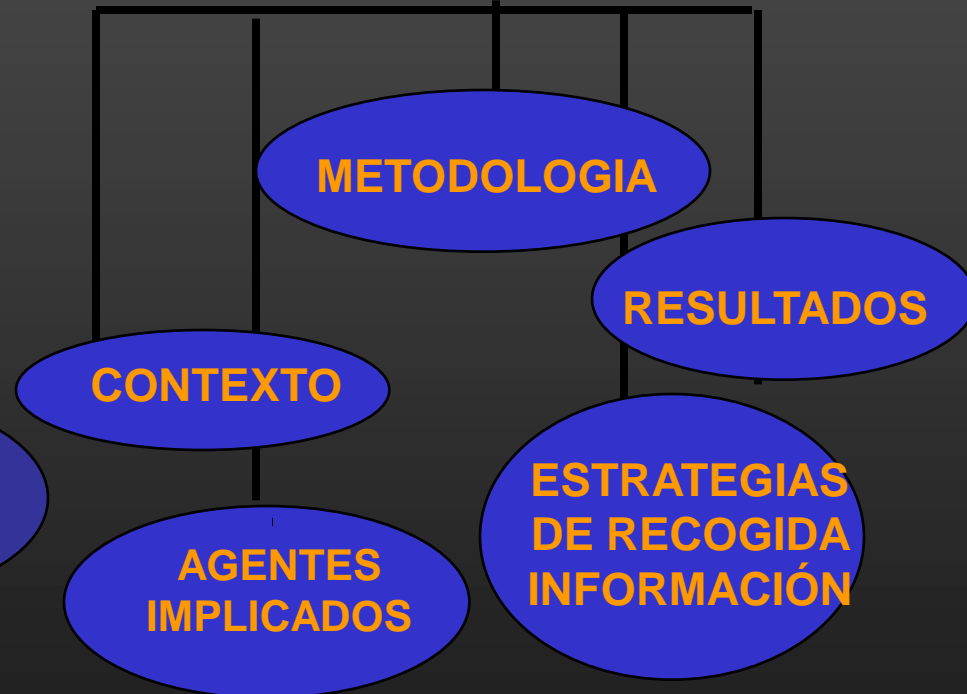 METODOLOGIA
RESULTADOS
CONTEXTO
ESTRATEGIAS
DE RECOGIDA
INFORMACIÓN
AGENTES
IMPLICADOS